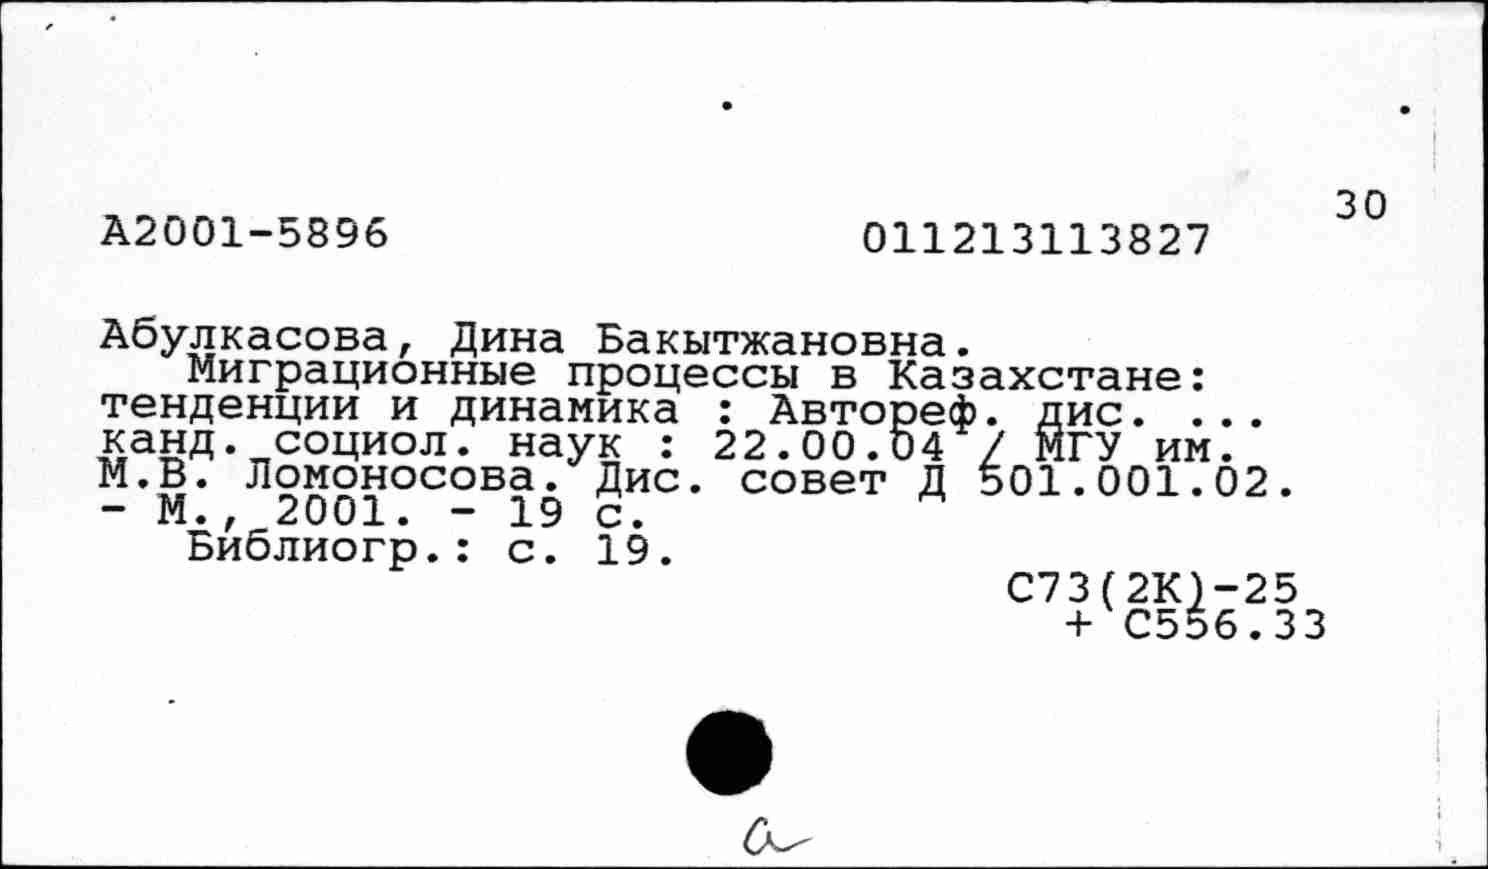 30
А2001-5896 011213113827
Абулкасова, Дина Бакытжановна.
Миграционные процессы в Казахстане:
тенденции и динамика : Автореф. дис. ...
канд. социол. наук : 22.00.04 / МГУ им.
М.В. Ломоносова. Дис. совет Д 501.001.02.
- М., 2001. - 19 с.
Библиогр.: с. 19.
С73(2К)-25
+ С556.33
а